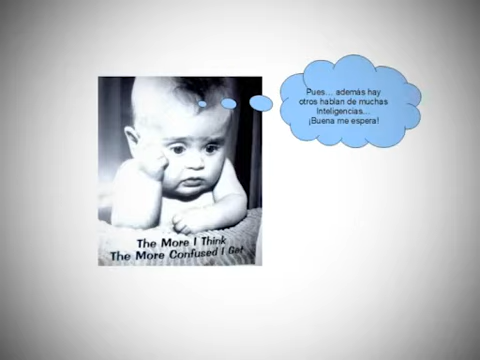 Pues... además hay
otros hablan de muchas
Inteligencias...
¡Buena me espera!
The More I Think
The More Confused I Get